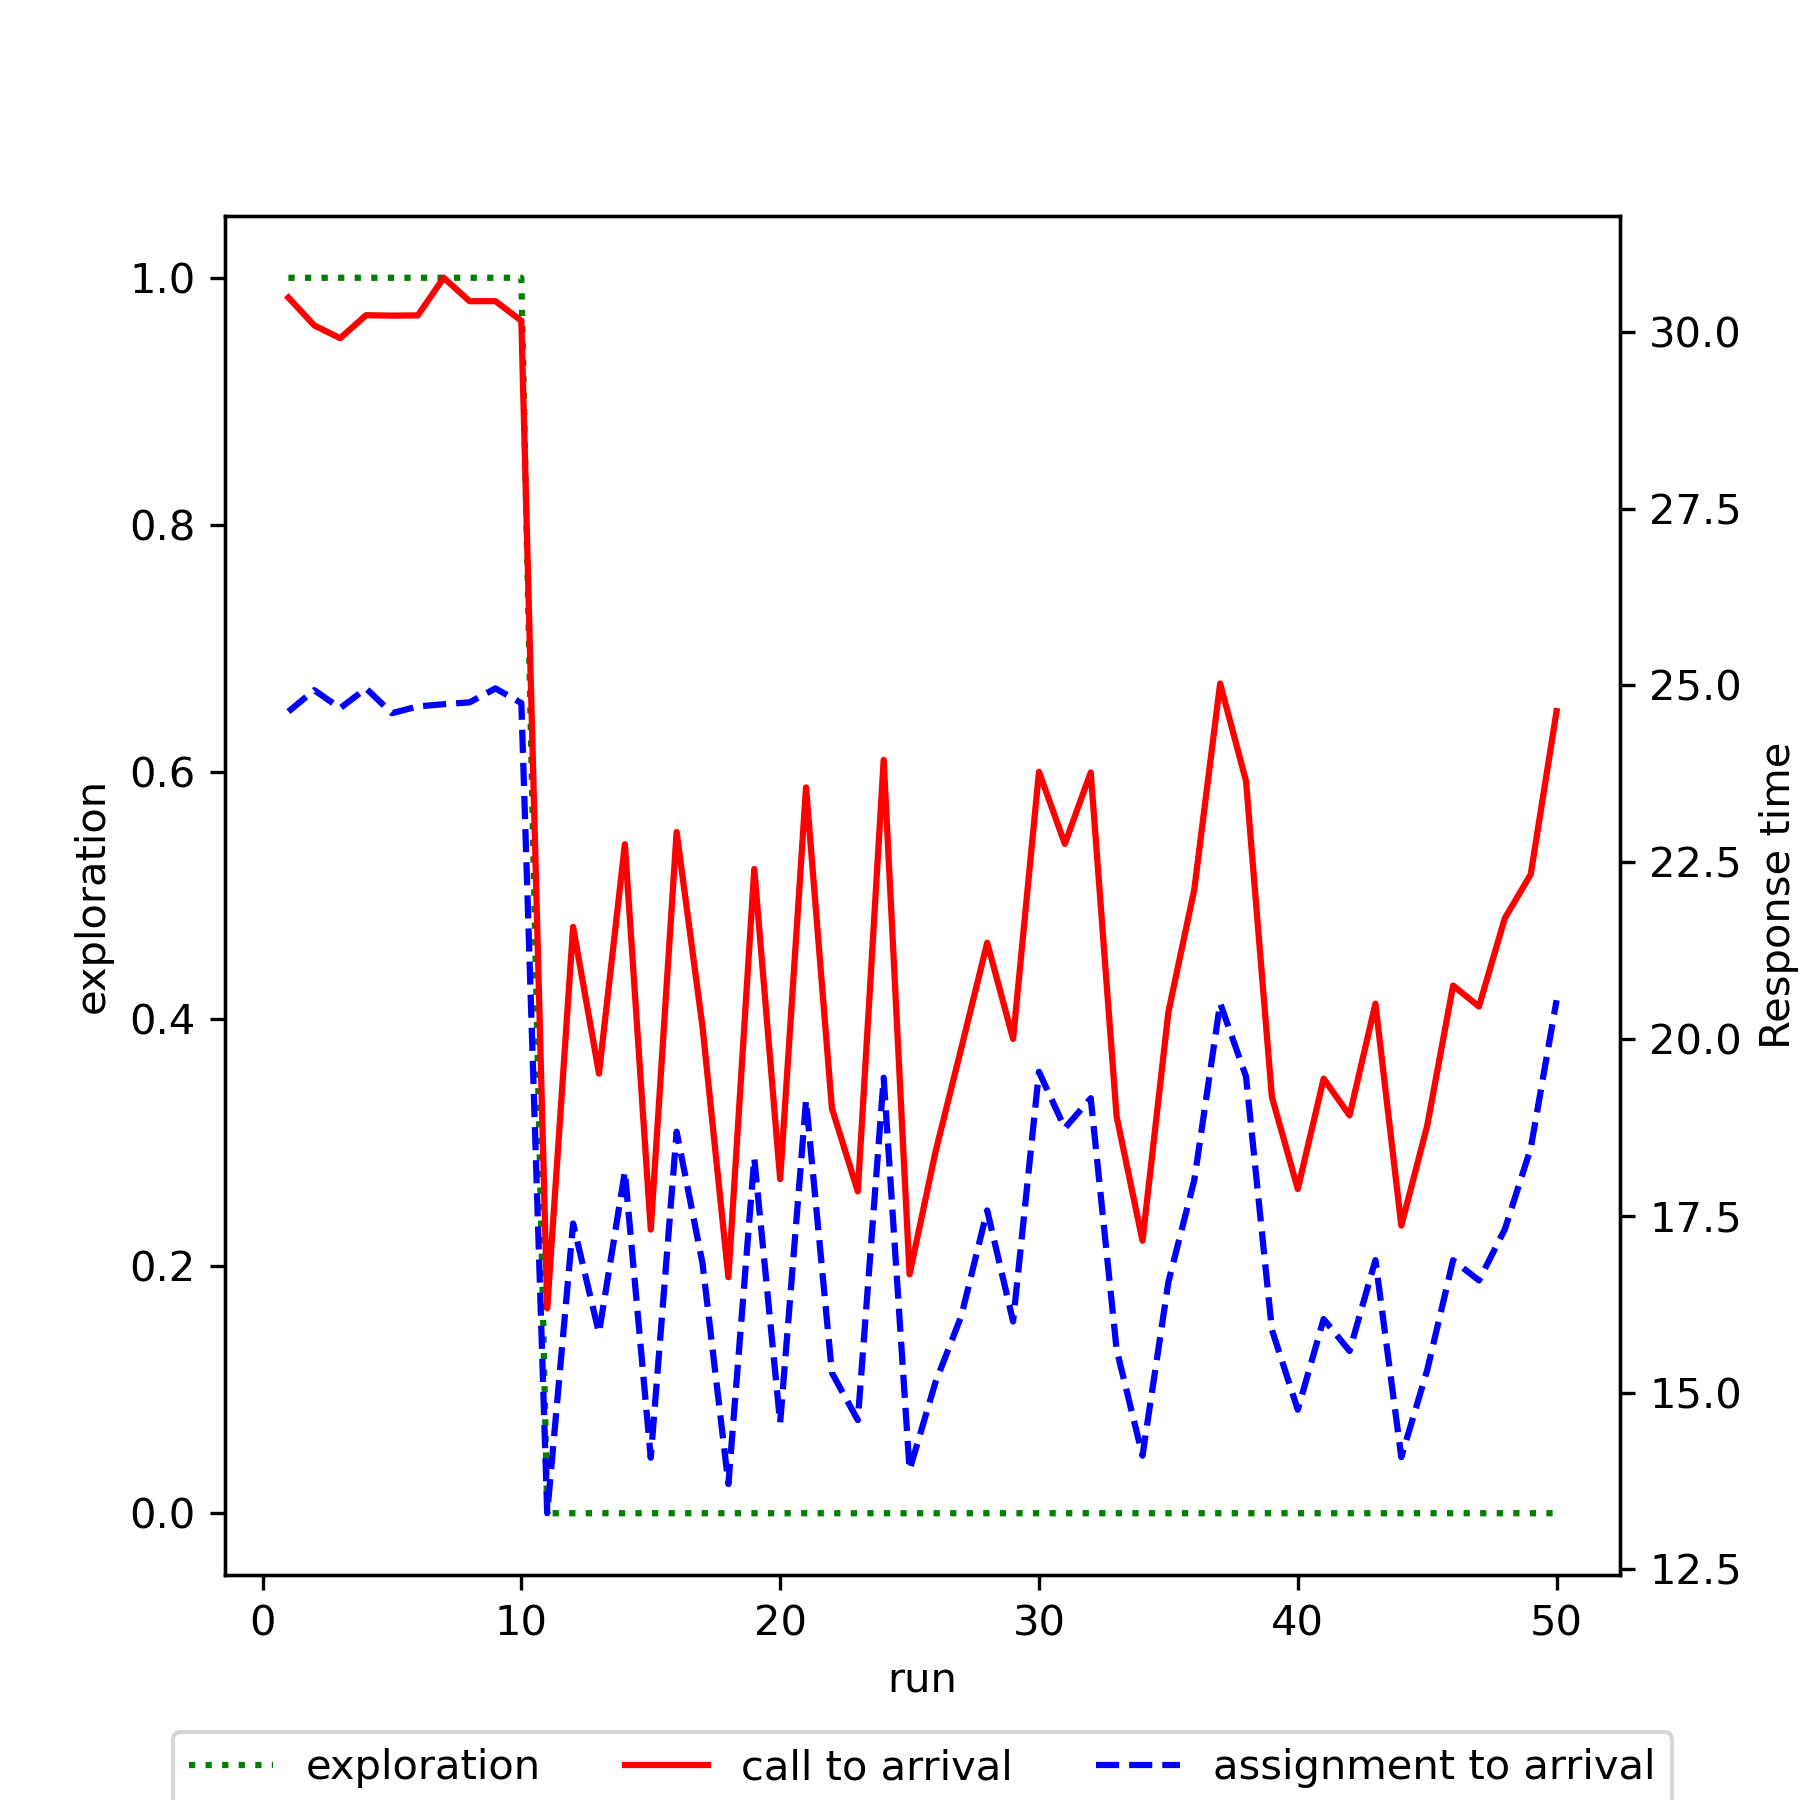 1.0
0.8
0.6
0.4
0.2
0.0
exploration
30.0
27.5
25.0
22.5
20.0
17.5
15.0
12.5
Response time
0 10 20 30 40 50
run
exploration call to arrival assignment to arrival